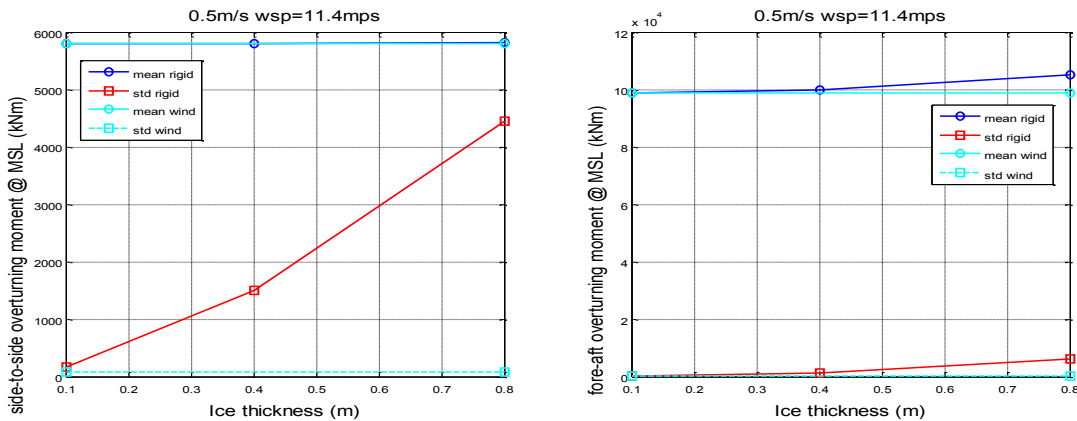 0.5m/s wsp=11.4mps
side-to-side overturning moment @ MSL (kNm)
6000
5000
4000
3000
2000
1000
0
mean rigid
std rigid
mean wind
std wind
0.1 0.2 0.3 0.4 0.5 0.6 0.7 0.8
Ice thickness (m)
0.5m/s wsp=11.4mps
x 10^4
fore-aft overturning moment @ MSL (kNm)
12
10
8
6
4
2
0
mean rigid
std rigid
mean wind
std wind
0.1 0.2 0.3 0.4 0.5 0.6 0.7 0.8
Ice thickness (m)